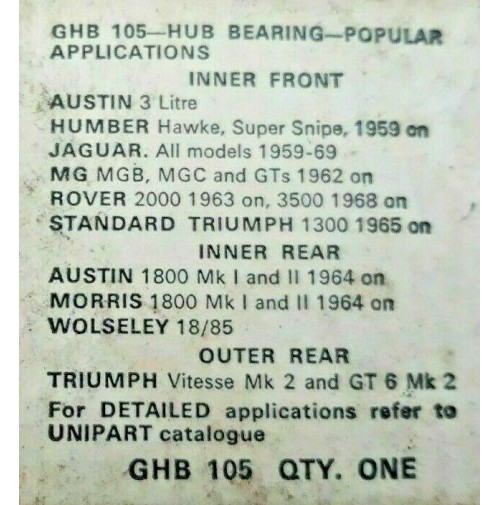 GHB 105—HUB BEARING—POPULAR
APPLICATIONS
INNER FRONT
AUSTIN 3 Litre
HUMBER Hawke, Super Snipe, 1959 on
JAGUAR. All models 1959-69
MG MGB, MGC and GTs 1962 on
ROVER 2000 1963 on, 3500 1968 on
STANDARD TRIUMPH 1300 1965 on
INNER REAR
AUSTIN 1800 Mk I and II 1964 on
MORRIS 1800 Mk I and II 1964 on
WOLSELEY 18/85
OUTER REAR
TRIUMPH Vitesse Mk 2 and GT 6 Mk 2
For DETAILED applications refer to
UNIPART catalogue
GHB 105 QTY. ONE